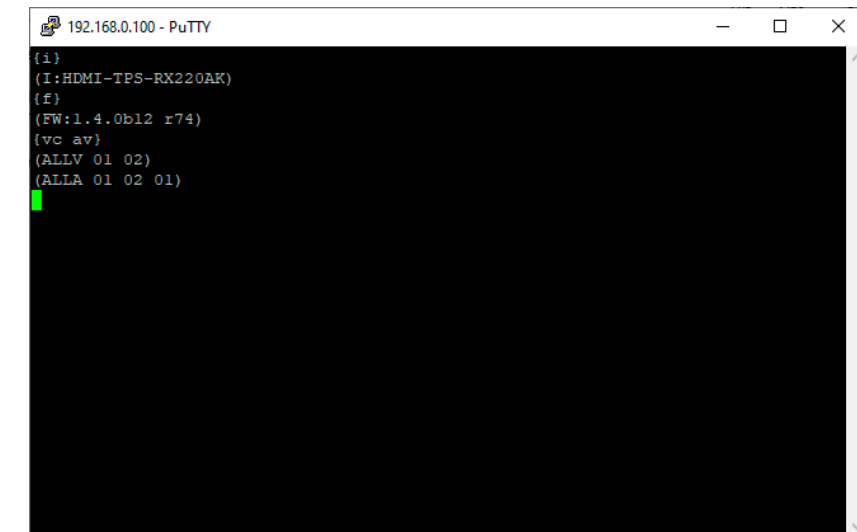 192.168.0.100 - PuTTY
{i}
(I:HDMI-TPS-RX220AK)
{f}
(FW:1.4.0b12 r74)
{vc av}
(ALLV 01 02)
(ALLA 01 02 01)